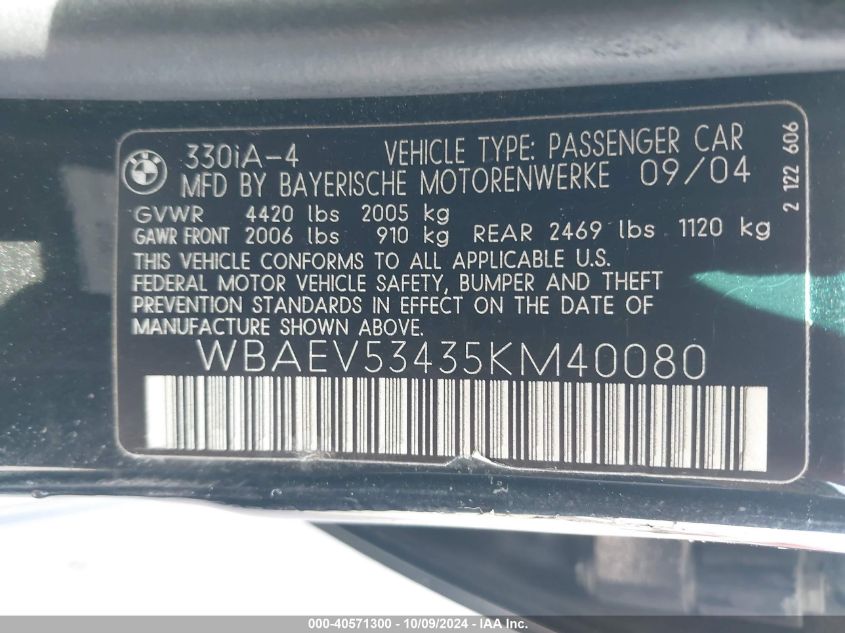 330iA-4 VEHICLE TYPE: PASSENGER CAR
MFD BY BAYERISCHE MOTORENWERKE 09/04
GVWR 4420 lbs 2005 kg
GAWR FRONT 2006 lbs 910 kg REAR 2469 lbs 1120 kg
THIS VEHICLE CONFORMS TO ALL APPLICABLE U.S.
FEDERAL MOTOR VEHICLE SAFETY, BUMPER AND THEFT
PREVENTION STANDARDS IN EFFECT ON THE DATE OF
MANUFACTURE SHOWN ABOVE.
WBAEV53435KM40080
2 122 606
000-40571300 - 10/09/2024 - IAA Inc.